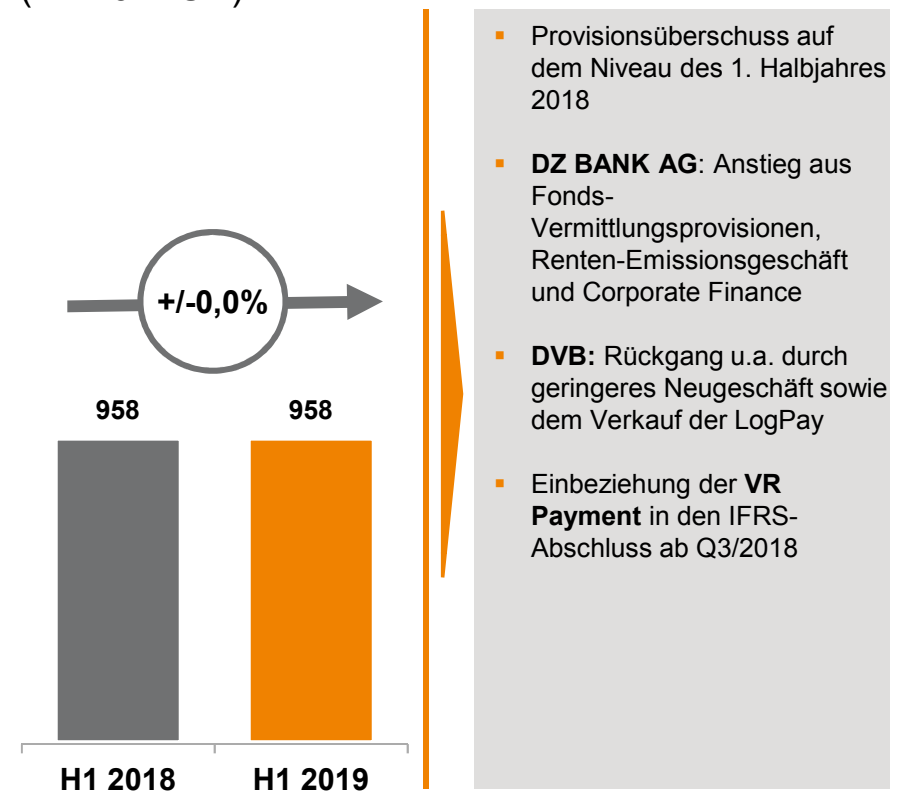 +/-0,0%
958
958
H1 2018
H1 2019
▪ Provisionsüberschuss auf
dem Niveau des 1. Halbjahres
2018
▪ DZ BANK AG: Anstieg aus
Fonds-
Vermittlungsprovisionen,
Renten-Emissionsgeschäft
und Corporate Finance
▪ DVB: Rückgang u.a. durch
geringeres Neugeschäft sowie
dem Verkauf der LogPay
▪ Einbeziehung der VR
Payment in den IFRS-
Abschluss ab Q3/2018